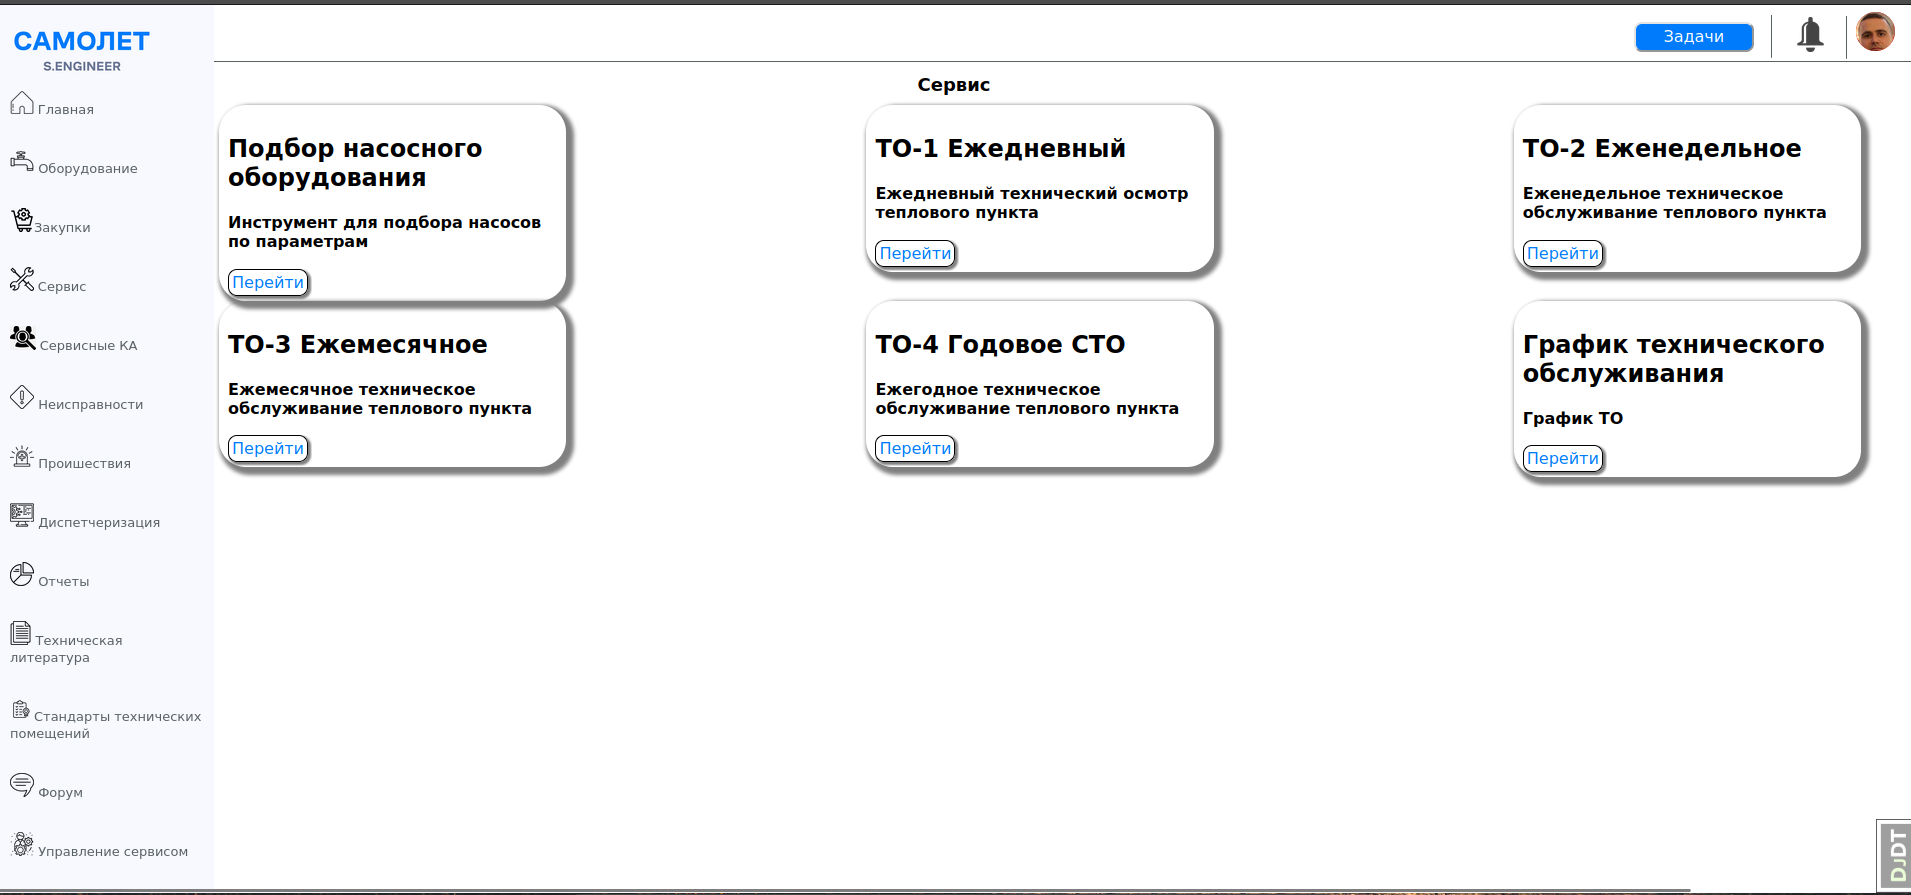 САМОЛЕТ
S.ENGINEER
Главная
Оборудование
Закупки
Сервис
Сервисные КА
Неисправности
Проишествия
Диспетчеризация
Отчеты
Техническая
литература
Стандарты технических
помещений
Форум
Управление сервисом
Задачи
Сервис
Подбор насосного
оборудования
Инструмент для подбора насосов
по параметрам
Перейти
ТО-1 Ежедневный
Ежедневный технический осмотр
теплового пункта
Перейти
ТО-2 Еженедельное
Еженедельное техническое
обслуживание теплового пункта
Перейти
ТО-3 Ежемесячное
Ежемесячное техническое
обслуживание теплового пункта
Перейти
ТО-4 Годовое СТО
Ежегодное техническое
обслуживание теплового пункта
Перейти
График технического
обслуживания
График ТО
Перейти
DJDT